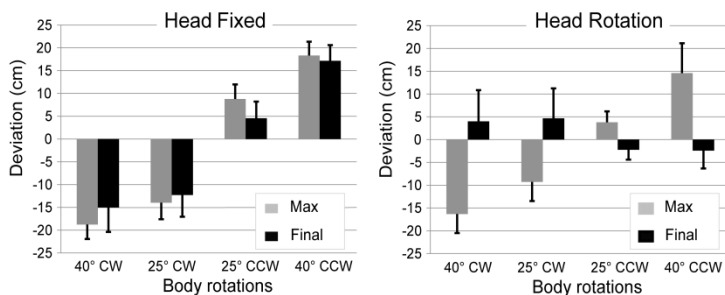 Head Fixed
Deviation (cm)
25
20
15
10
5
0
-5
-10
-15
-20
-25
Max
Final
40° CW 25° CW 25° CCW 40° CCW
Body rotations
Head Rotation
Deviation (cm)
25
20
15
10
5
0
-5
-10
-15
-20
-25
Max
Final
40° CW 25° CW 25° CCW 40° CCW
Body rotations